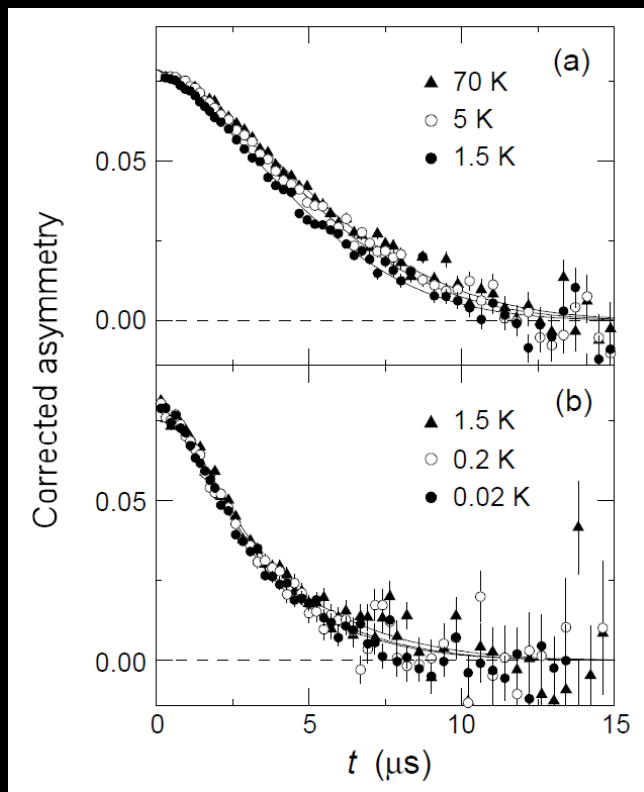 (a)
▲ 70 K
○ 5 K
● 1.5 K
0.05
0.00
Corrected asymmetry
(b)
▲ 1.5 K
○ 0.2 K
● 0.02 K
0.05
0.00
0 5 10 15
t (μs)